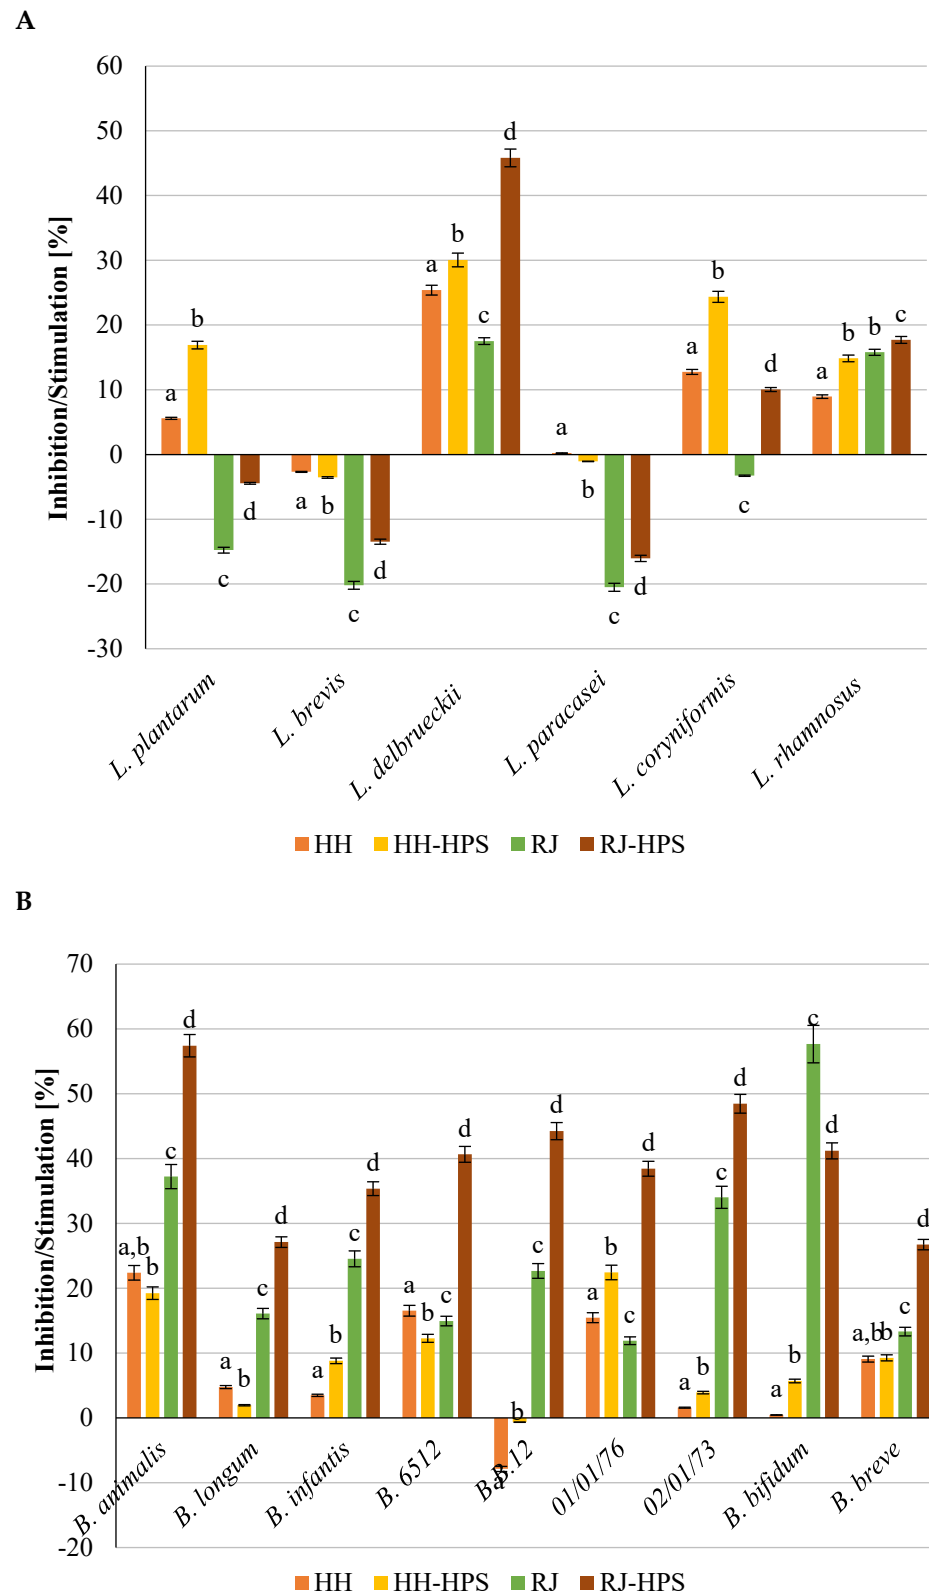 A
60
50
40
30
20
10
0
-10
-20
-30
Inhibition/Stimulation [%]
a b c d
a b c d
a b c d
a b c d
a b c d
a b b c
L. plantarum
L. brevis
L. delbrueckii
L. paracasei
L. coryniformis
L. rhamnosus
HH HH-HPS RJ RJ-HPS
B
70
60
50
40
30
20
10
0
-10
-20
Inhibition/Stimulation [%]
a,b b c d
a b c d
a b c d
a b c d
a b c d
a b c d
a b c d
a b c d
a,b b c d
B. animalis
B. longum
B. infantis
B. 6512
01/01/76
02/01/73
B. bifidum
B. breve
HH HH-HPS RJ RJ-HPS